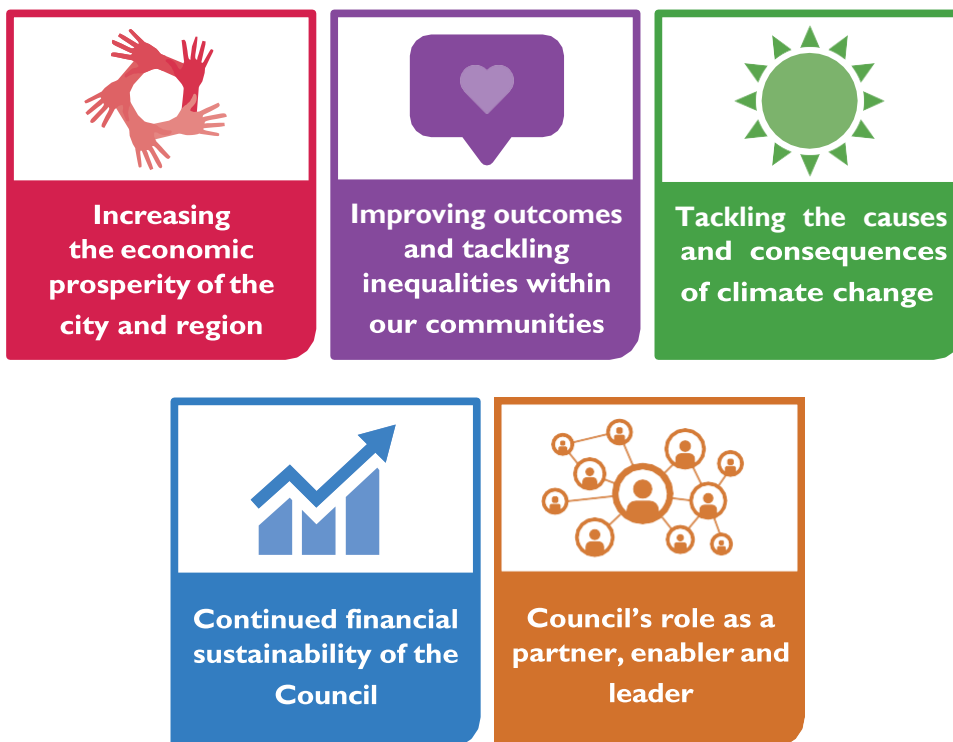 Increasing
the economic
prosperity of the
city and region
Improving outcomes
and tackling
inequalities within
our communities
Tackling the causes
and consequences
of climate change
Continued financial
sustainability of the
Council
Council's role as a
partner, enabler and
leader